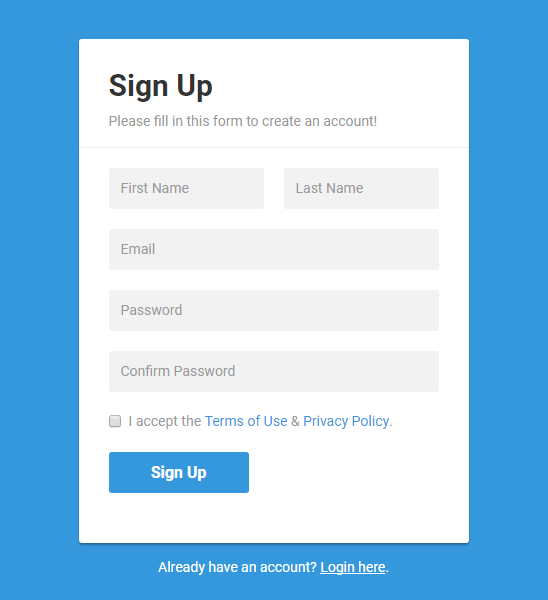 Sign Up
Please fill in this form to create an account!
First Name
Last Name
Email
Password
Confirm Password
I accept the Terms of Use & Privacy Policy.
Sign Up
Already have an account? Login here.